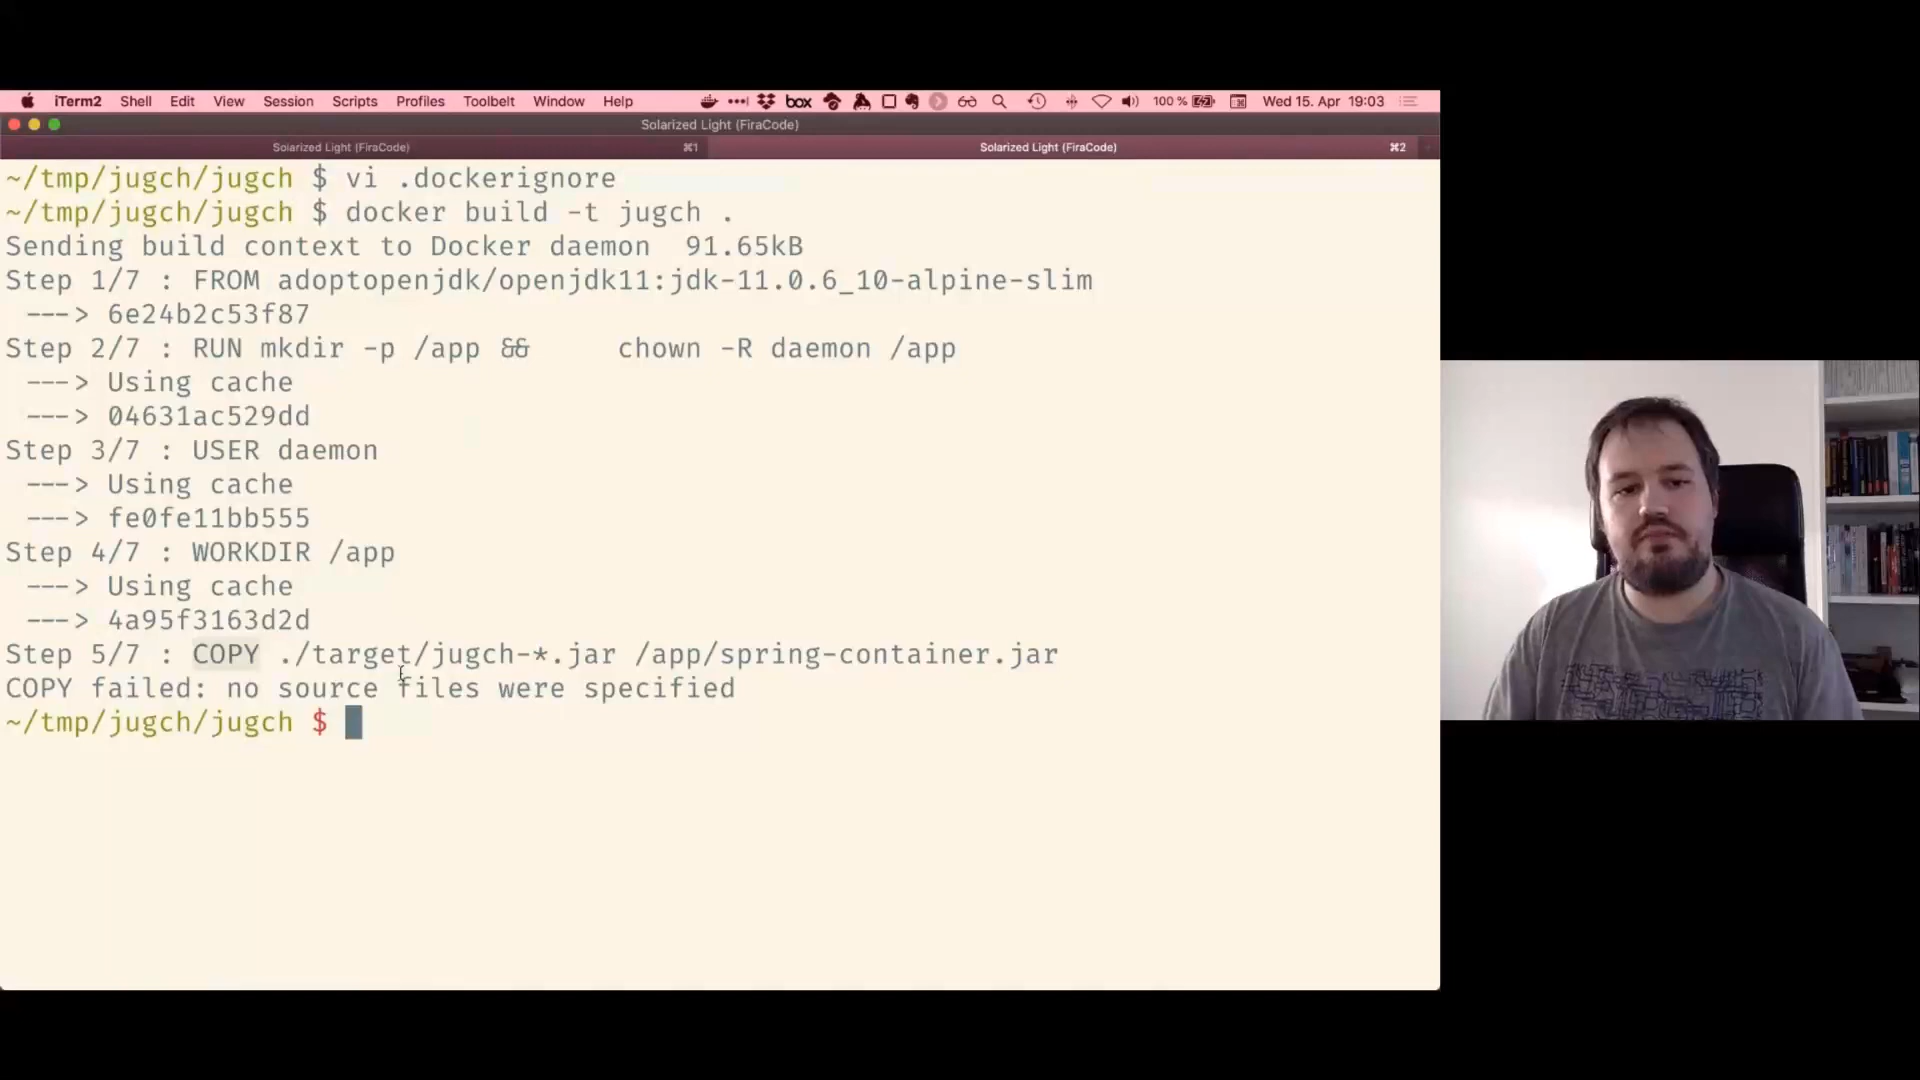 iTerm2 Shell Edit View Session Scripts Profiles Toolbelt Window Help box 100 % Wed 15. Apr 19:03
Solarized Light (FiraCode)
Solarized Light (FiraCode) ⌘1 Solarized Light (FiraCode) ⌘2
~/tmp/jugch/jugch $ vi .dockerignore
~/tmp/jugch/jugch $ docker build -t jugch .
Sending build context to Docker daemon  91.65kB
Step 1/7 : FROM adoptopenjdk/openjdk11:jdk-11.0.6_10-alpine-slim
 ---> 6e24b2c53f87
Step 2/7 : RUN mkdir -p /app &&     chown -R daemon /app
 ---> Using cache
 ---> 04631ac529dd
Step 3/7 : USER daemon
 ---> Using cache
 ---> fe0fe11bb555
Step 4/7 : WORKDIR /app
 ---> Using cache
 ---> 4a95f3163d2d
Step 5/7 : COPY ./target/jugch-*.jar /app/spring-container.jar
COPY failed: no source files were specified
~/tmp/jugch/jugch $